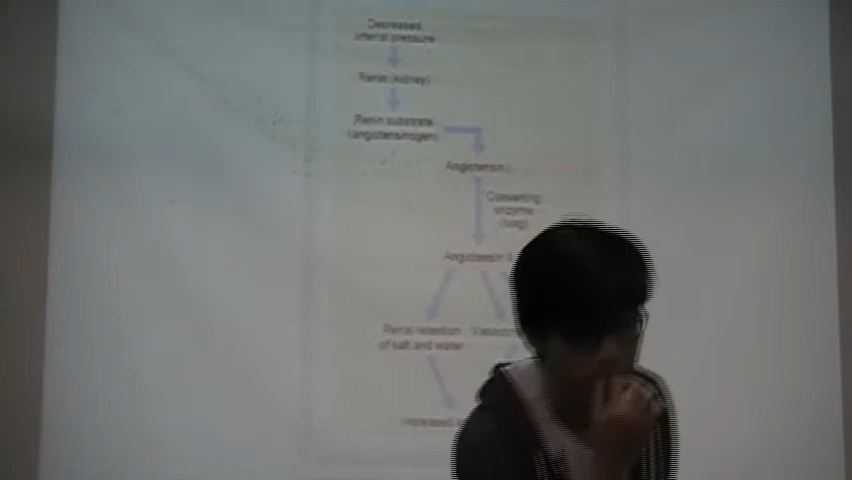 Decreased
arterial pressure
Renin (kidney)
Renin substrate
(angiotensinogen)
Angiotensin I
Converting
enzyme
(lung)
Angiotensin II
Renal retention
of salt and water
Increased